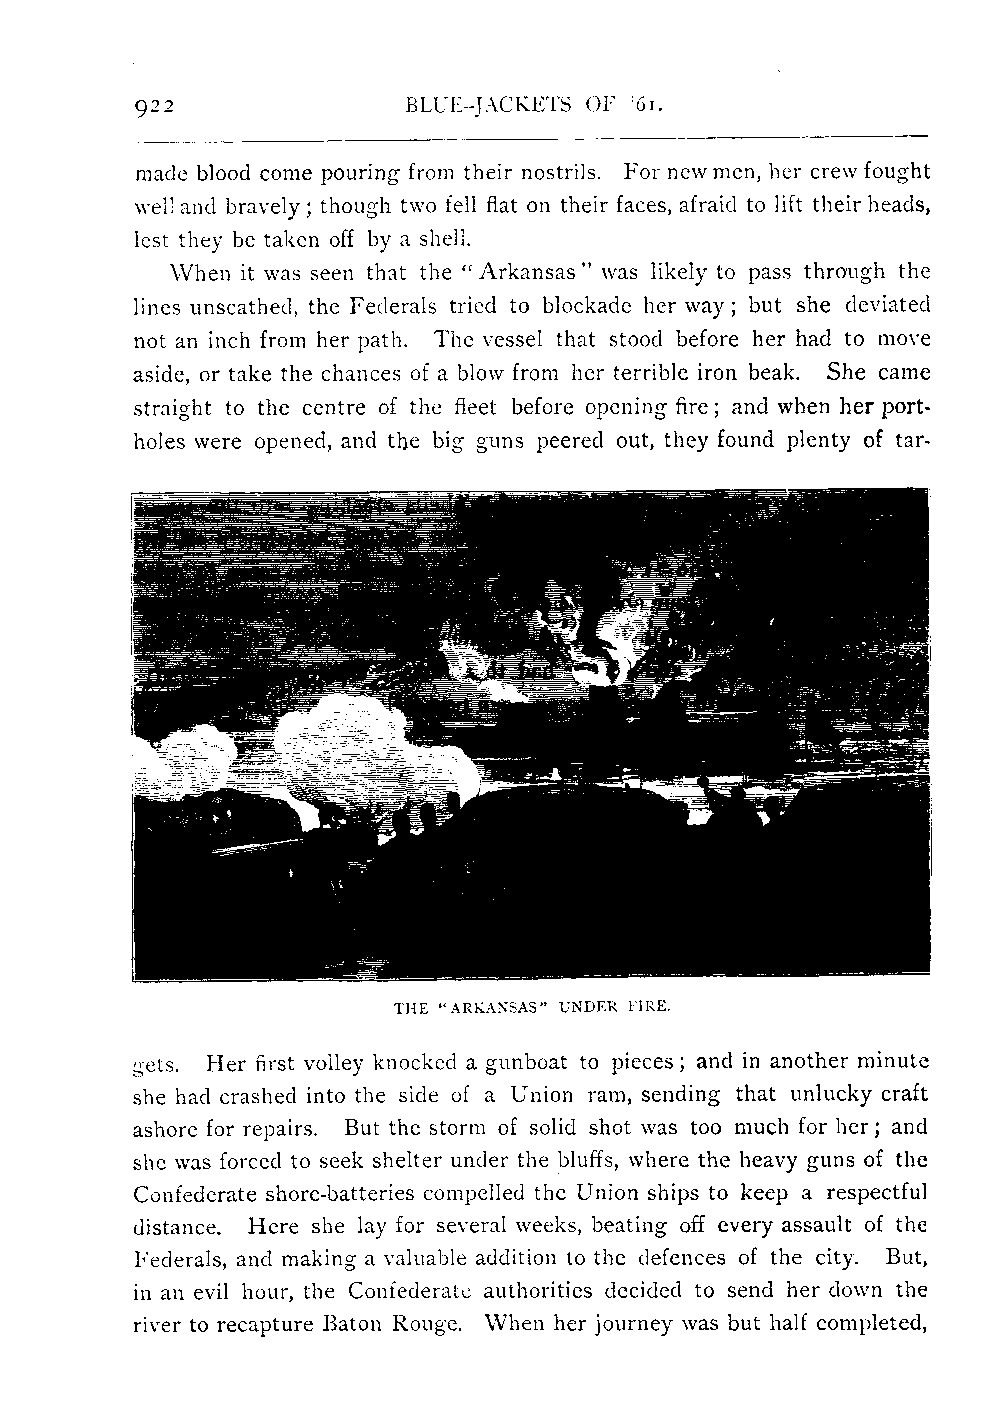 922 BLUE-JACKETS OF '61.
made blood come pouring from their nostrils. For new men, her crew fought
well and bravely; though two fell flat on their faces, afraid to lift their heads,
lest they be taken off by a shell.
When it was seen that the "Arkansas" was likely to pass through the
lines unscathed, the Federals tried to blockade her way; but she deviated
not an inch from her path. The vessel that stood before her had to move
aside, or take the chances of a blow from her terrible iron beak. She came
straight to the centre of the fleet before opening fire; and when her port-
holes were opened, and the big guns peered out, they found plenty of tar-
THE "ARKANSAS" UNDER FIRE.
gets. Her first volley knocked a gunboat to pieces; and in another minute
she had crashed into the side of a Union ram, sending that unlucky craft
ashore for repairs. But the storm of solid shot was too much for her; and
she was forced to seek shelter under the bluffs, where the heavy guns of the
Confederate shore-batteries compelled the Union ships to keep a respectful
distance. Here she lay for several weeks, beating off every assault of the
Federals, and making a valuable addition to the defences of the city. But,
in an evil hour, the Confederate authorities decided to send her down the
river to recapture Baton Rouge. When her journey was but half completed,